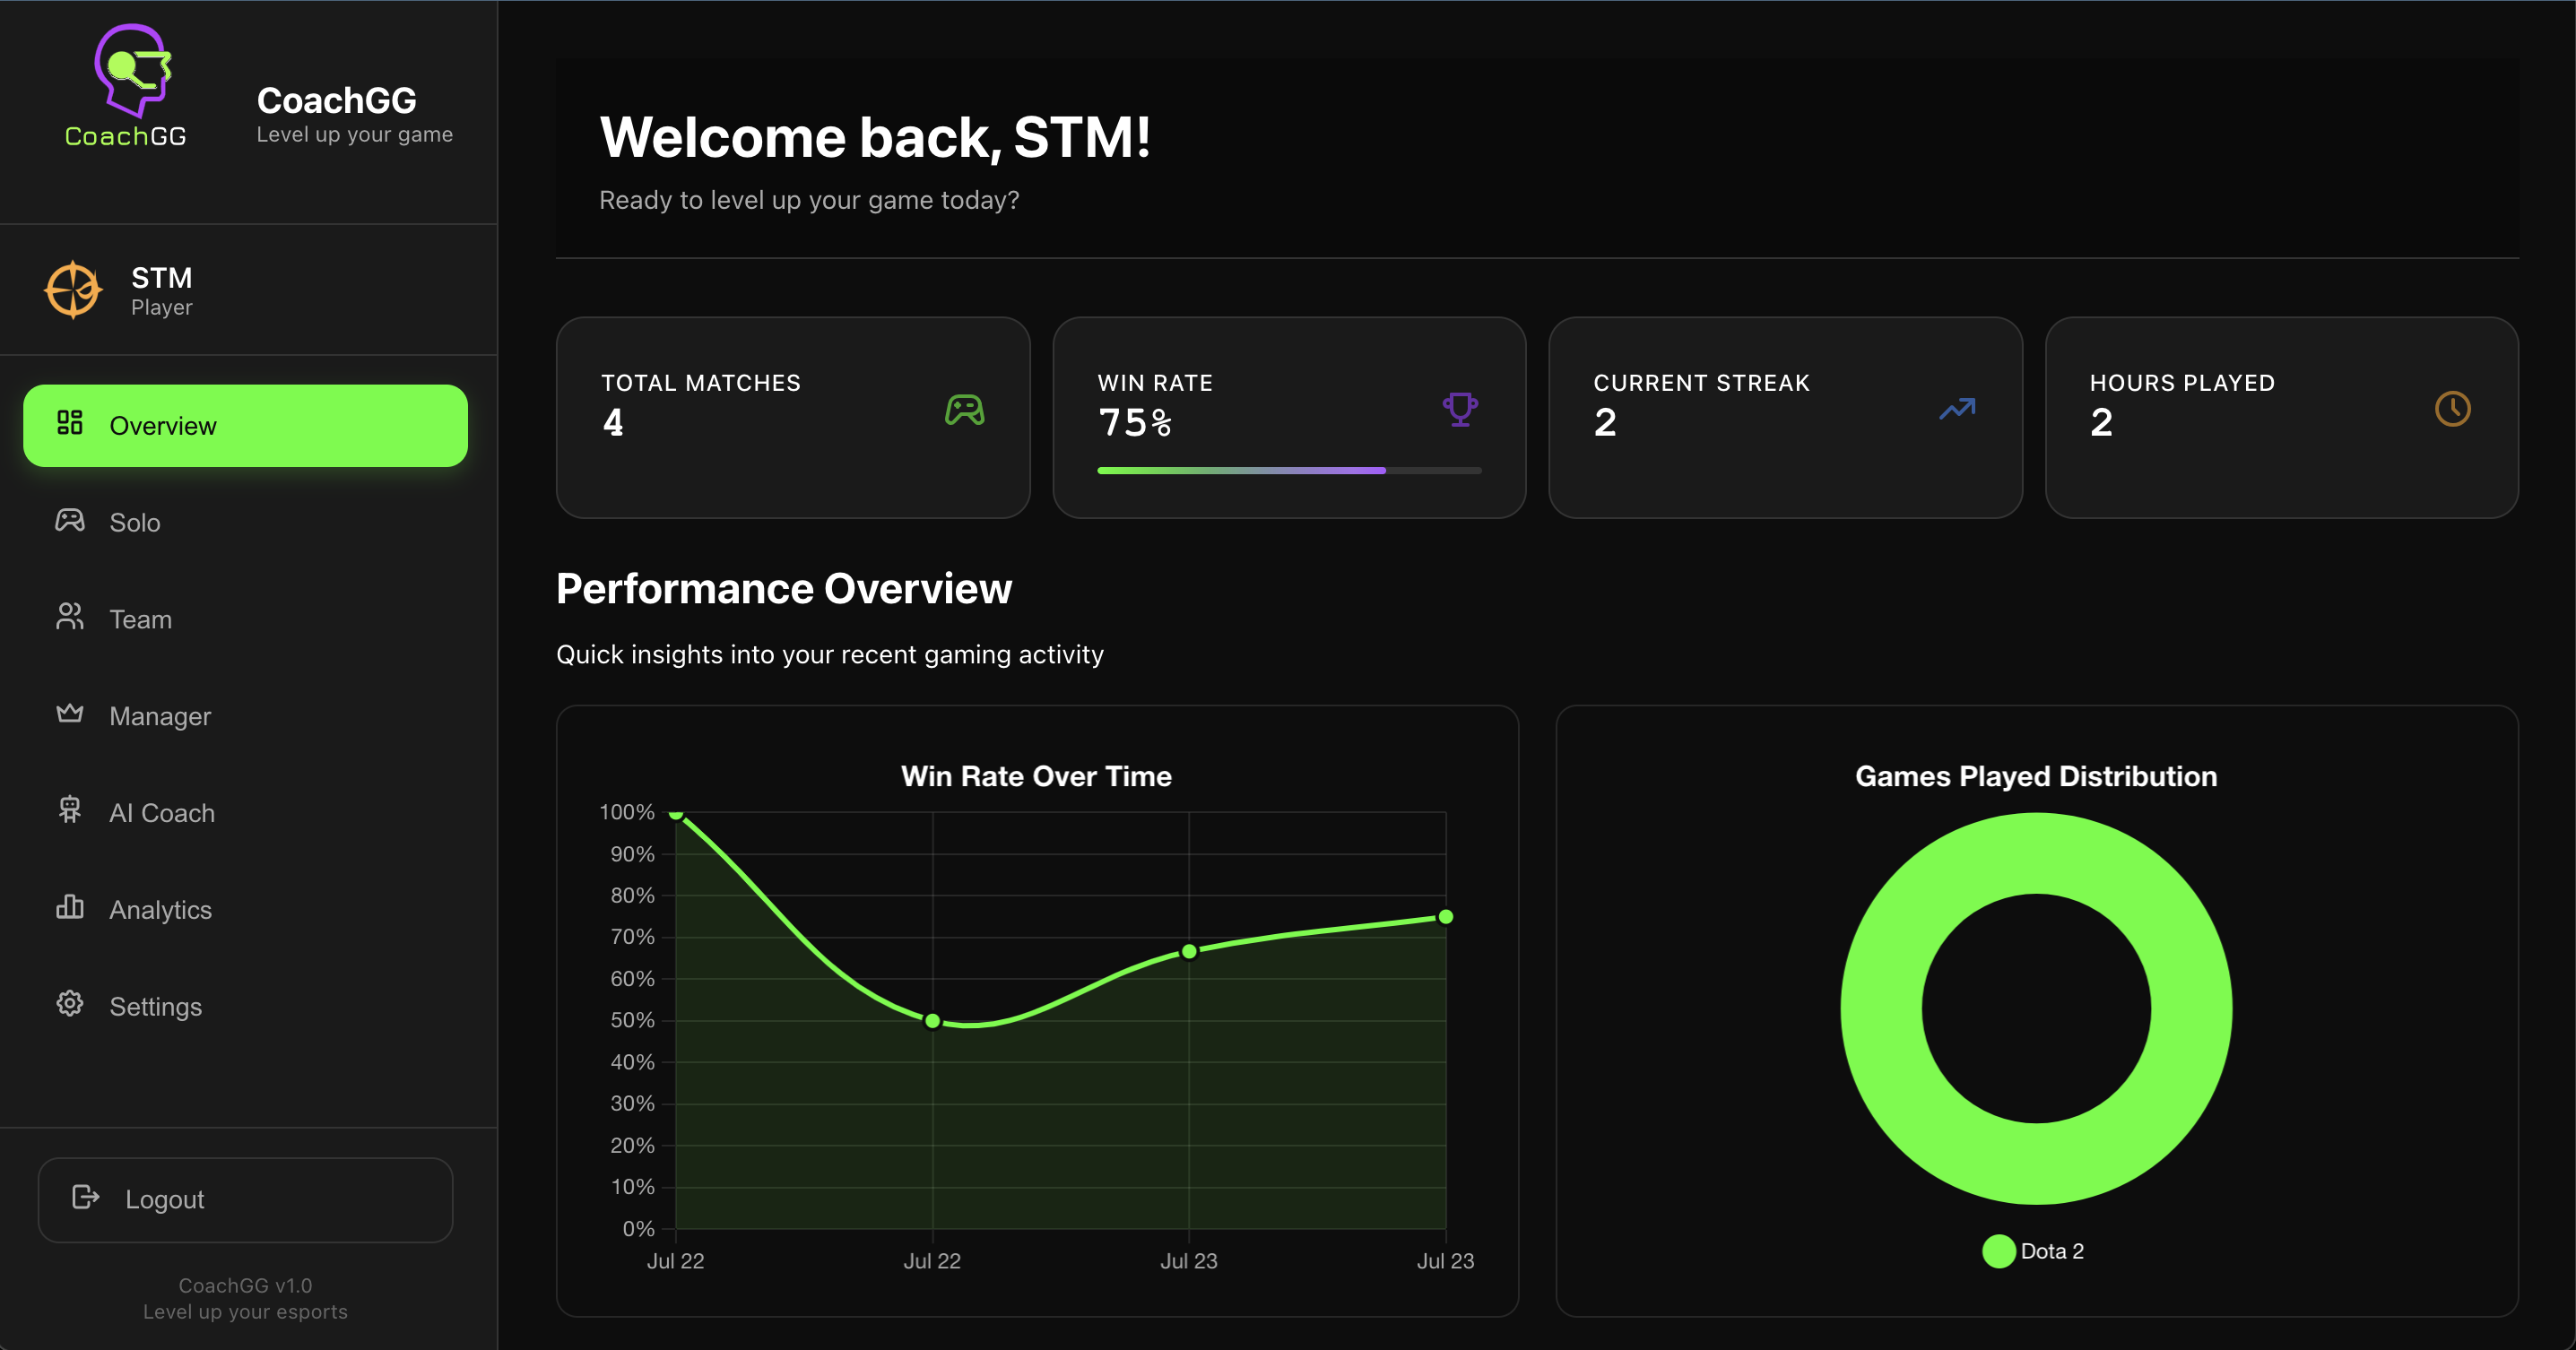 CoachGG
CoachGG
Level up your game
STM
Player
Overview
Solo
Team
Manager
AI Coach
Analytics
Settings
Logout
CoachGG v1.0
Level up your esports
Welcome back, STM!
Ready to level up your game today?
TOTAL MATCHES
4
WIN RATE
75%
CURRENT STREAK
2
HOURS PLAYED
2
Performance Overview
Quick insights into your recent gaming activity
Win Rate Over Time
100%
90%
80%
70%
60%
50%
40%
30%
20%
10%
0%
Jul 22 Jul 22 Jul 23 Jul 23
Games Played Distribution
Dota 2